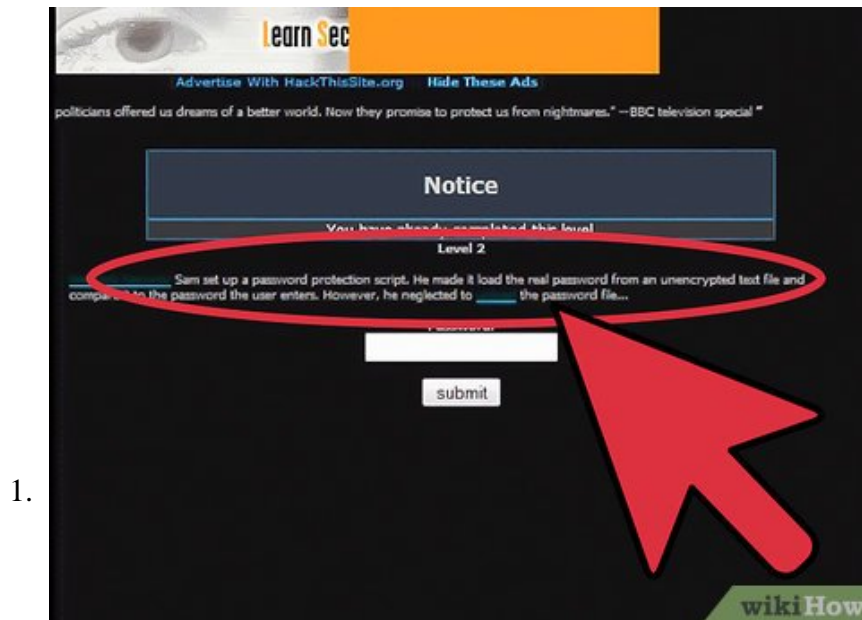 Learn Sec
Advertise With HackThisSite.org Hide These Ads
politicians offered us dreams of a better world. Now they promise to protect us from nightmares." —BBC television special "
Notice
You have already completed this level
Level 2
Sam set up a password protection script. He made it load the real password from an unencrypted text file and
to the password the user enters. However, he neglected to the password file...
Password:
submit
1.
wikiHow